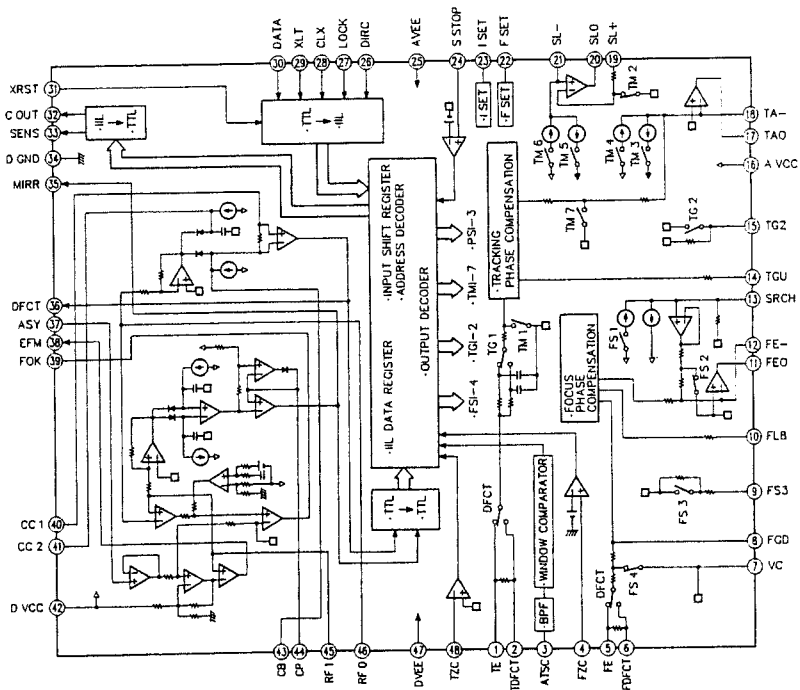 DATA
XLT
CLX
LOCK
DIRC
AVEE
S STOP
I SET
F SET
SL-
SLO
SL+
30
29
28
27
26
25
24
23
22
21
20
19
XRST
31
C OUT
32
SENS
33
D GND
34
MIRR
35
DFCT
36
ASY
37
EFM
38
FOK
39
CC 1
40
CC 2
41
D VCC
42
·IIL → ·TTL
·TTL → ·IIL
·I SET
·F SET
TM 2
TM 6
TM 5
TM 4
TM 3
TM 7
TG 2
18
TA-
17
TAO
16
A VCC
15
TG2
14
TGU
13
SRCH
12
FE-
11
FEO
10
FLB
9
FS3
8
FGD
7
VC
·IIL DATA REGISTER
·INPUT SHIFT REGISTER
·ADDRESS DECODER
·OUTPUT DECODER
·PSI-3
·TMI-7
·TGI-2
·FSI-4
·TRACKING
PHASE COMPENSATION
TG 1
TM 1
·FOCUS
PHASE
COMPENSATION
FS 1
FS 2
FS 3
FS 4
DFCT
DFCT
·TTL → ·TTL
·WINDOW COMPARATOR
·BPF
43
44
45
46
47
48
1
2
3
4
5
6
CB
CP
RF I
RF O
DVEE
TZC
TE
TDFCT
ATSC
FZC
FE
FDFCT